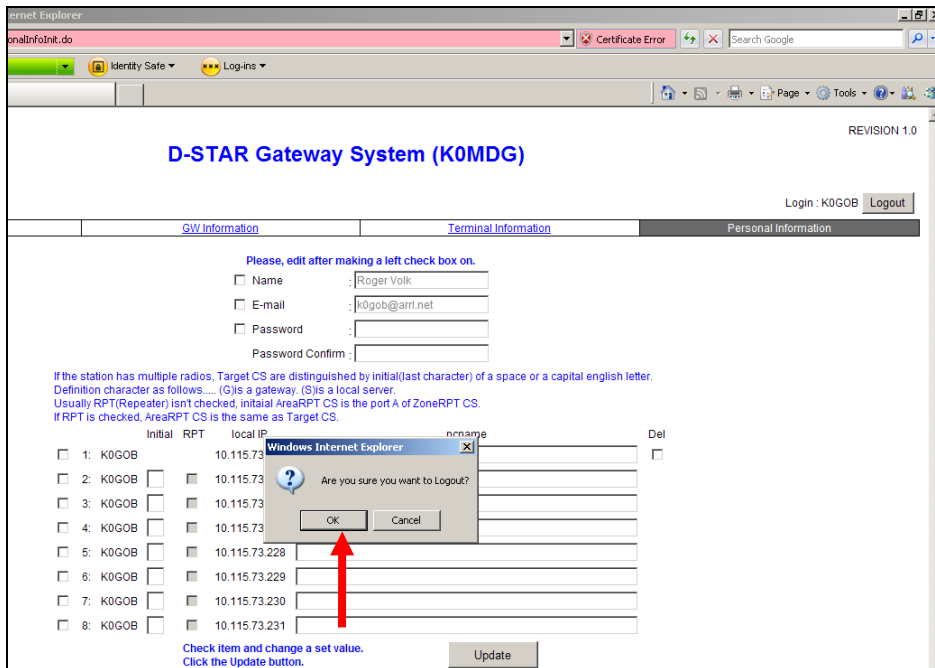 ernet Explorer
onalInfoInit.do
Certificate Error
Search Google
Identity Safe
Log-ins
Page
Tools
REVISION 1.0
D-STAR Gateway System (K0MDG)
Login : K0GOB Logout
GW Information Terminal Information Personal Information
Please, edit after making a left check box on.
Name : Roger Volk
E-mail : k0gob@arrl.net
Password :
Password Confirm :
If the station has multiple radios, Target CS are distinguished by initial(last character) of a space or a capital english letter.
Definition character as follows..... (G)is a gateway. (S)is a local server.
Usually RPT(Repeater) isn't checked, initaial AreaRPT CS is the port A of ZoneRPT CS.
If RPT is checked, AreaRPT CS is the same as Target CS.
Initial RPT local IP pcname Del
1: K0GOB 10.115.73
2: K0GOB 10.115.73
3: K0GOB 10.115.73
4: K0GOB 10.115.73
Windows Internet Explorer
Are you sure you want to Logout?
OK Cancel
5: K0GOB 10.115.73.228
6: K0GOB 10.115.73.229
7: K0GOB 10.115.73.230
8: K0GOB 10.115.73.231
Check item and change a set value.
Click the Update button.
Update